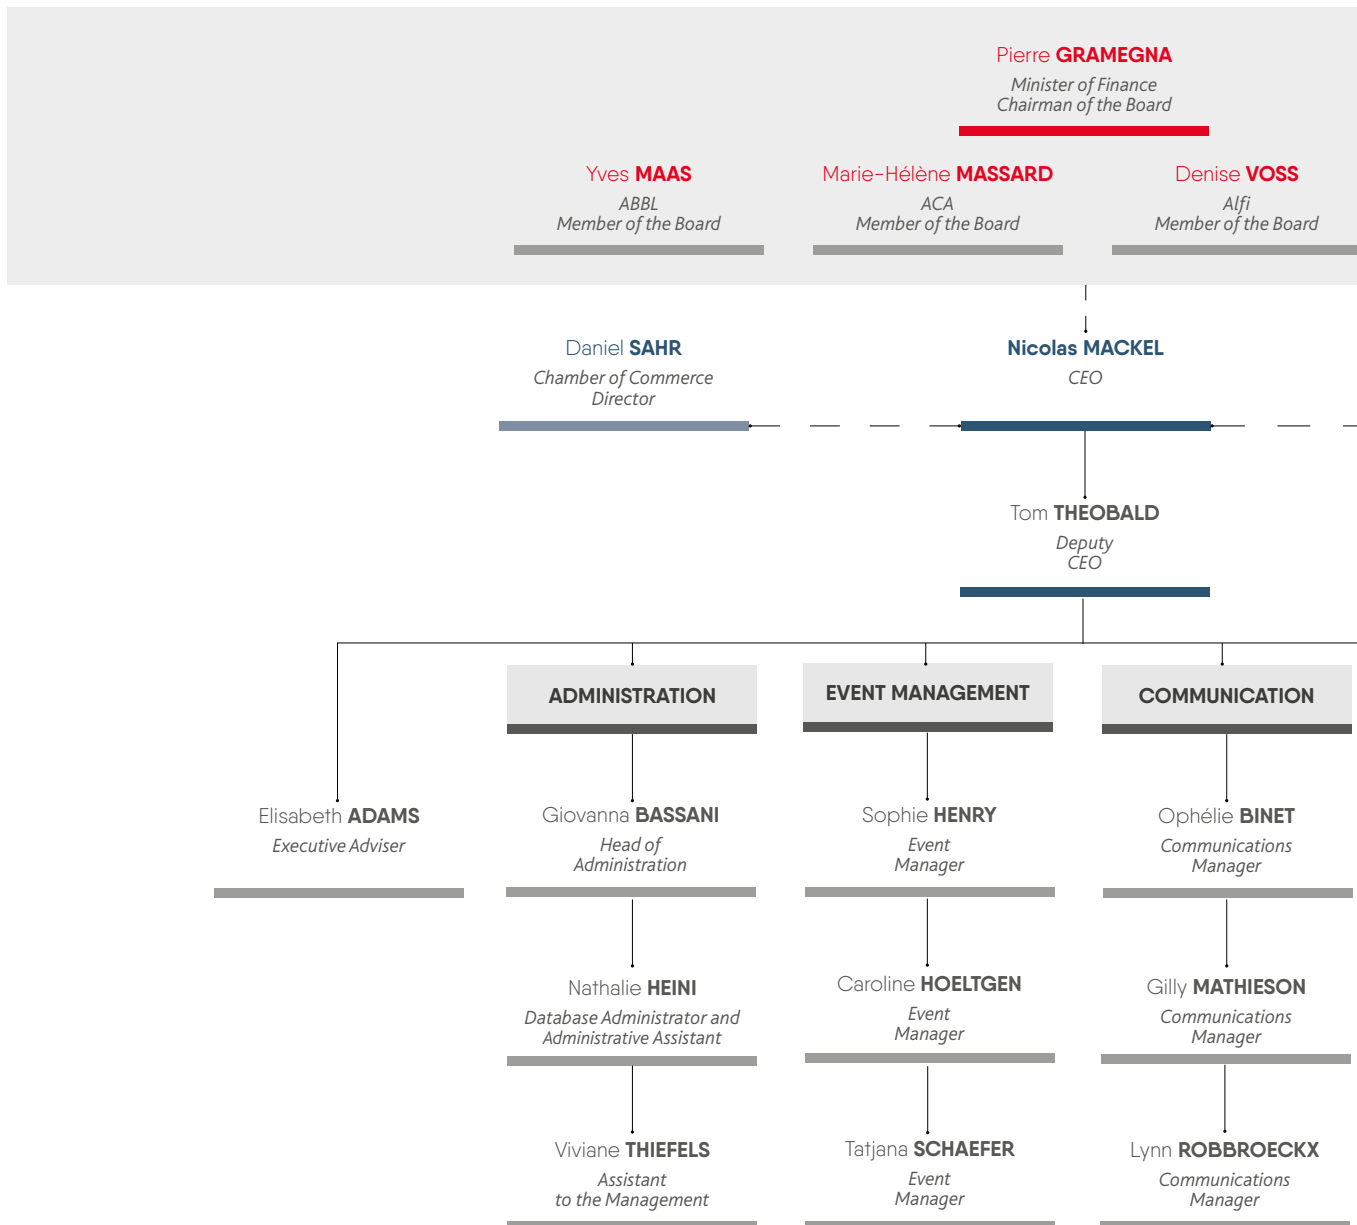 Pierre GRAMEGNA
Minister of Finance
Chairman of the Board
Yves MAAS
ABBL
Member of the Board
Marie-Hélène MASSARD
ACA
Member of the Board
Denise VOSS
Alfi
Member of the Board
Daniel SAHR
Chamber of Commerce
Director
Nicolas MACKEL
CEO
Tom THEOBALD
Deputy
CEO
ADMINISTRATION
EVENT MANAGEMENT
COMMUNICATION
Elisabeth ADAMS
Executive Adviser
Giovanna BASSANI
Head of
Administration
Sophie HENRY
Event
Manager
Ophélie BINET
Communications
Manager
Nathalie HEINI
Database Administrator and
Administrative Assistant
Caroline HOELTGEN
Event
Manager
Gilly MATHIESON
Communications
Manager
Viviane THIEFELS
Assistant
to the Management
Tatjana SCHAEFER
Event
Manager
Lynn ROBBROECKX
Communications
Manager